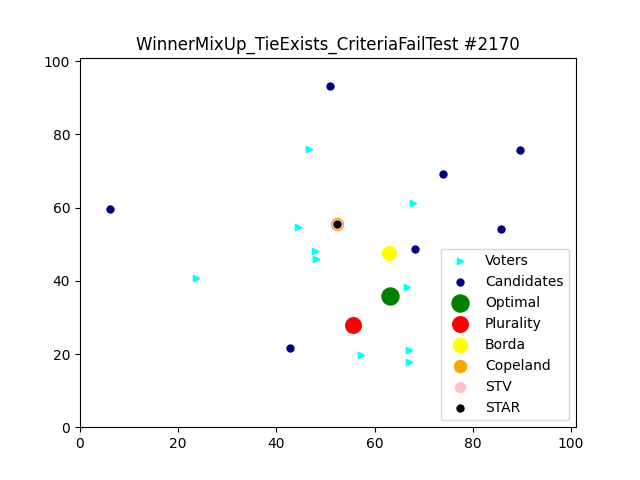 WinnerMixUp_TieExists_CriteriaFailTest #2170
100
80
60
40
20
0
0 20 40 60 80 100
Voters
Candidates
Optimal
Plurality
Borda
Copeland
STV
STAR